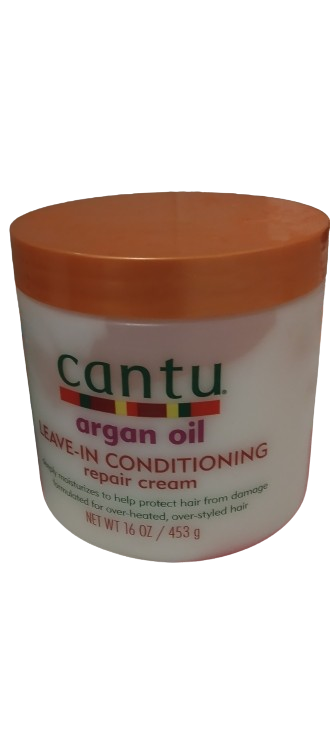 cantu®
argan oil
LEAVE-IN CONDITIONING
repair cream
deeply moisturizes to help protect hair from damage
formulated for over-heated, over-styled hair
NET WT 16 OZ / 453 g